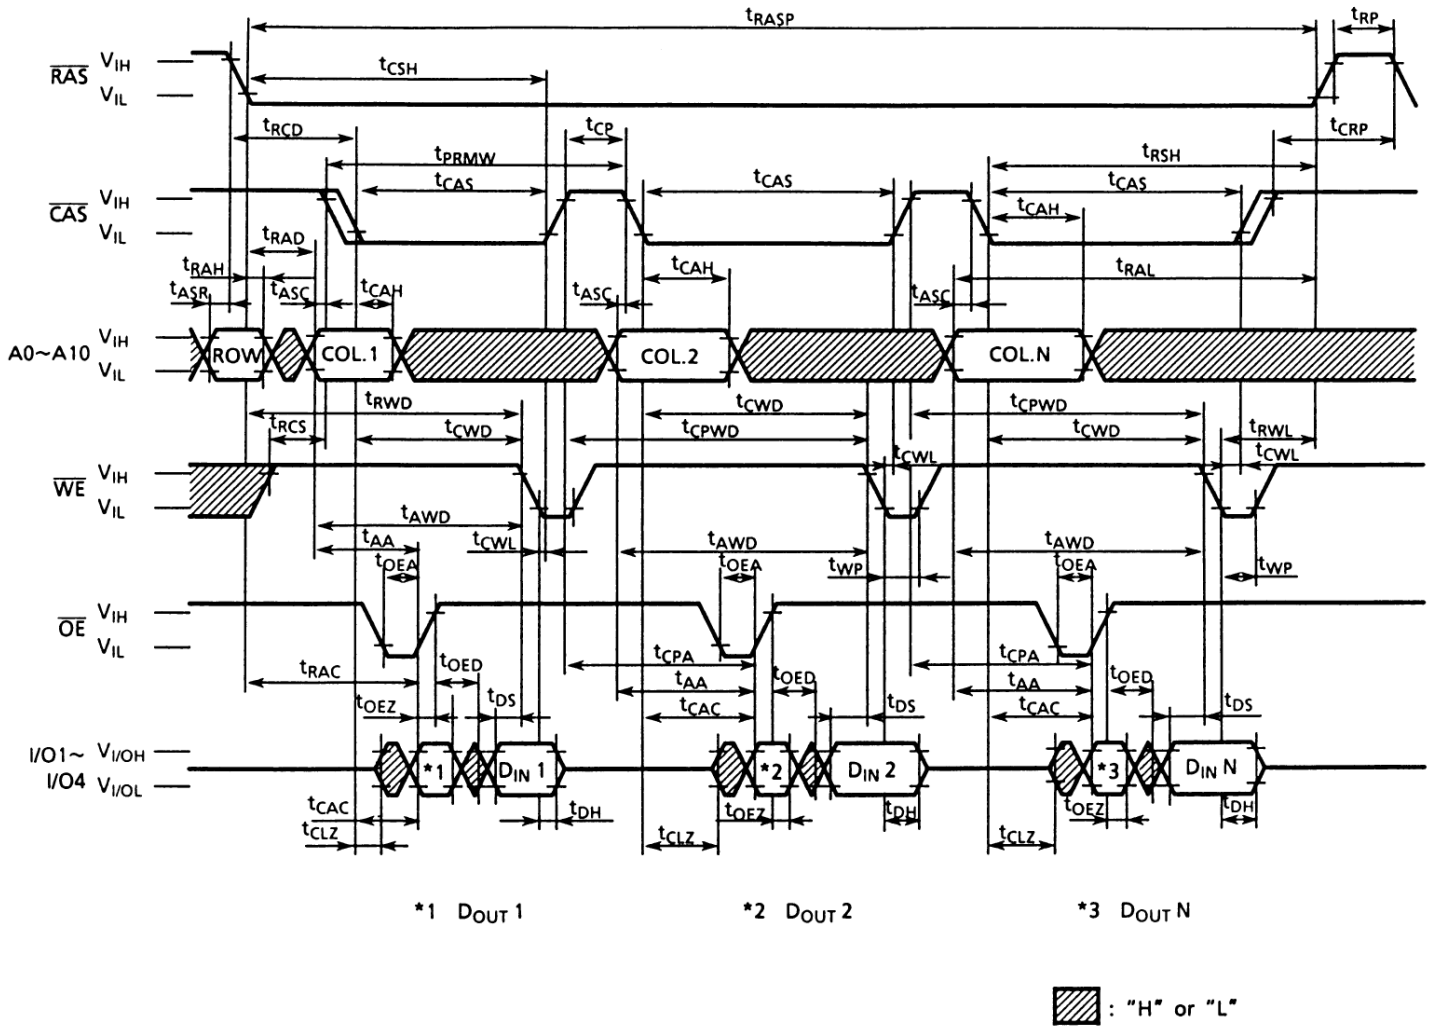 tRASP
tRP
RAS VIH
VIL
tCSH
tRCD
tCP
tCRP
tPRMW
tRSH
tCAS
tCAS
tCAS
CAS VIH
VIL
tCAH
tRAD
tRAH
tCAH
tRAL
tASR
tASC
tCAH
tASC
tASC
A0~A10 VIH
VIL
ROW
COL.1
COL.2
COL.N
tRWD
tCWD
tCPWD
tRCS
tCWD
tCPWD
tCWD
tRWL
WE VIH
VIL
tCWL
tCWL
tAWD
tAA
tCWL
tAWD
tAWD
tOEA
tWP
tOEA
tOEA
tWP
OE VIH
VIL
tRAC
tOED
tCPA
tOED
tCPA
tOED
tAA
tAA
tOEZ
tDS
tCAC
tDS
tCAC
tDS
I/O1~ VI/OH
I/O4 VI/OL
*1
DIN 1
*2
DIN 2
*3
DIN N
tCAC
tDH
tOEZ
tDH
tOEZ
tDH
tCLZ
tCLZ
tCLZ
*1 DOUT 1
*2 DOUT 2
*3 DOUT N
: "H" or "L"